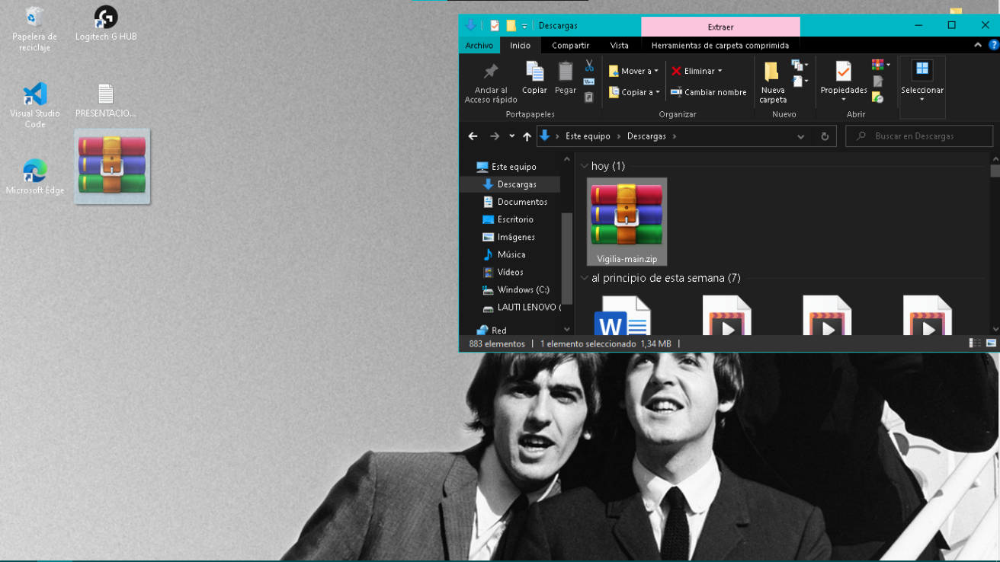 Papelera de
reciclaje
Logitech G HUB
Visual Studio
Code
PRESENTACIO...
Microsoft Edge
Descargas
Extraer
Archivo
Inicio
Compartir
Vista
Herramientas de carpeta comprimida
Anclar al
Acceso rápido
Copiar
Pegar
Portapapeles
Mover a
Copiar a
Eliminar
Cambiar nombre
Organizar
Nueva
carpeta
Nuevo
Propiedades
Abrir
Seleccionar
Este equipo
Descargas
Buscar en Descargas
Este equipo
Descargas
Documentos
Escritorio
Imágenes
Música
Vídeos
Windows (C:)
LAUTI LENOVO (
Red
hoy (1)
Vigilia-main.zip
al principio de esta semana (7)
W
883 elementos
1 elemento seleccionado 1,34 MB